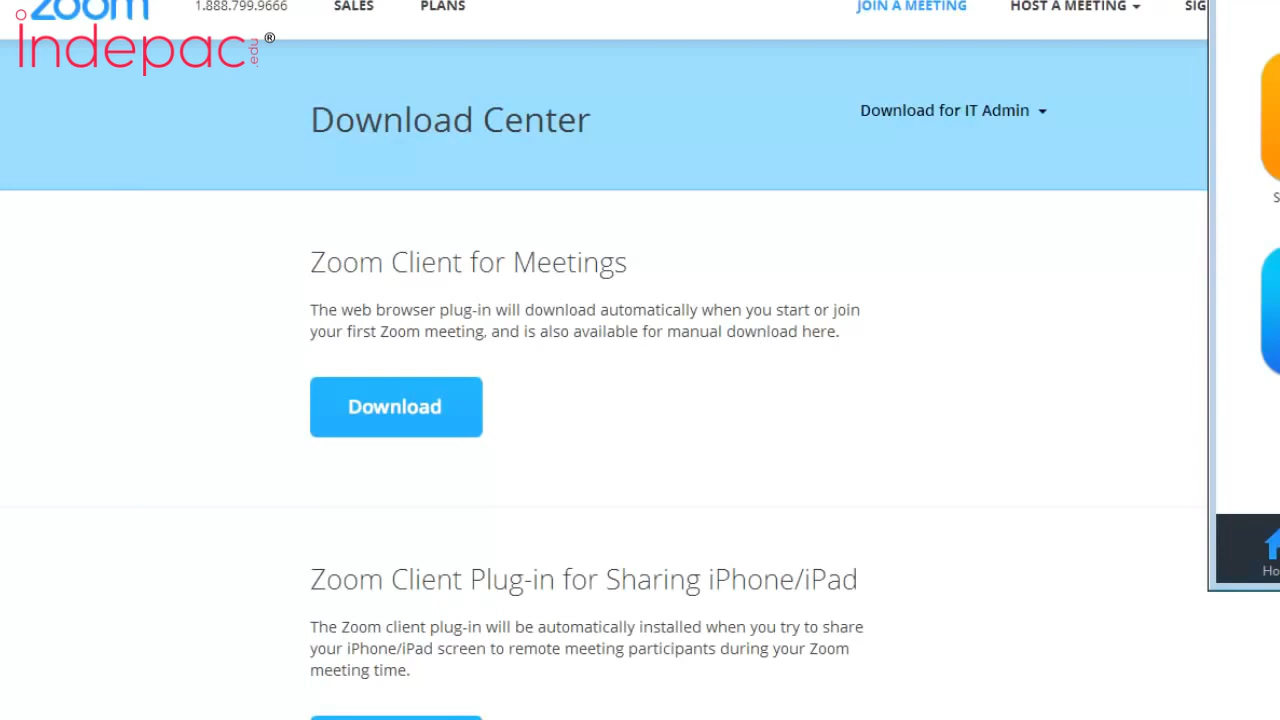 zoom
1.888.799.9666
SALES
PLANS
JOIN A MEETING
HOST A MEETING
SIG
Indepac.edu®
Download Center
Download for IT Admin
Zoom Client for Meetings
The web browser plug-in will download automatically when you start or join
your first Zoom meeting, and is also available for manual download here.
Download
Zoom Client Plug-in for Sharing iPhone/iPad
The Zoom client plug-in will be automatically installed when you try to share
your iPhone/iPad screen to remote meeting participants during your Zoom
meeting time.
S
Ho